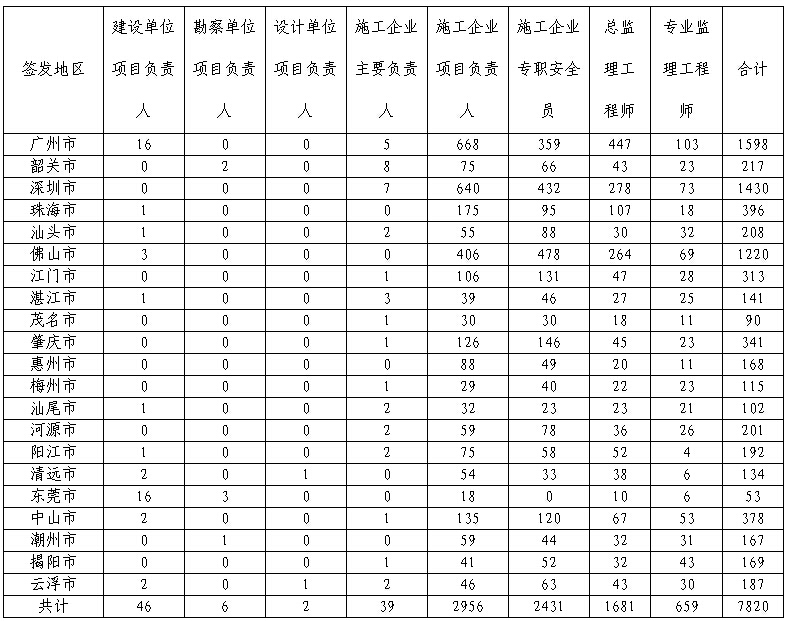 签发地区 建设单位项目负责人 勘察单位项目负责人 设计单位项目负责人 施工企业主要负责人 施工企业项目负责人 施工企业专职安全员 总监理工程师 专业监理工程师 合计
广州市 16 0 0 5 668 359 447 103 1598
韶关市 0 2 0 8 75 66 43 23 217
深圳市 0 0 0 7 640 432 278 73 1430
珠海市 1 0 0 0 175 95 107 18 396
汕头市 1 0 0 2 55 88 30 32 208
佛山市 3 0 0 0 406 478 264 69 1220
江门市 0 0 0 1 106 131 47 28 313
湛江市 1 0 0 3 39 46 27 25 141
茂名市 0 0 0 1 30 30 18 11 90
肇庆市 0 0 0 1 126 146 45 23 341
惠州市 0 0 0 0 88 49 20 11 168
梅州市 0 0 0 1 29 40 22 23 115
汕尾市 1 0 0 2 32 23 23 21 102
河源市 0 0 0 2 59 78 36 26 201
阳江市 1 0 0 2 75 58 52 4 192
清远市 2 0 1 0 54 33 38 6 134
东莞市 16 3 0 0 18 0 10 6 53
中山市 2 0 0 1 135 120 67 53 378
潮州市 0 1 0 0 59 44 32 31 167
揭阳市 0 0 0 1 41 52 32 43 169
云浮市 2 0 1 2 46 63 43 30 187
共计 46 6 2 39 2956 2431 1681 659 7820